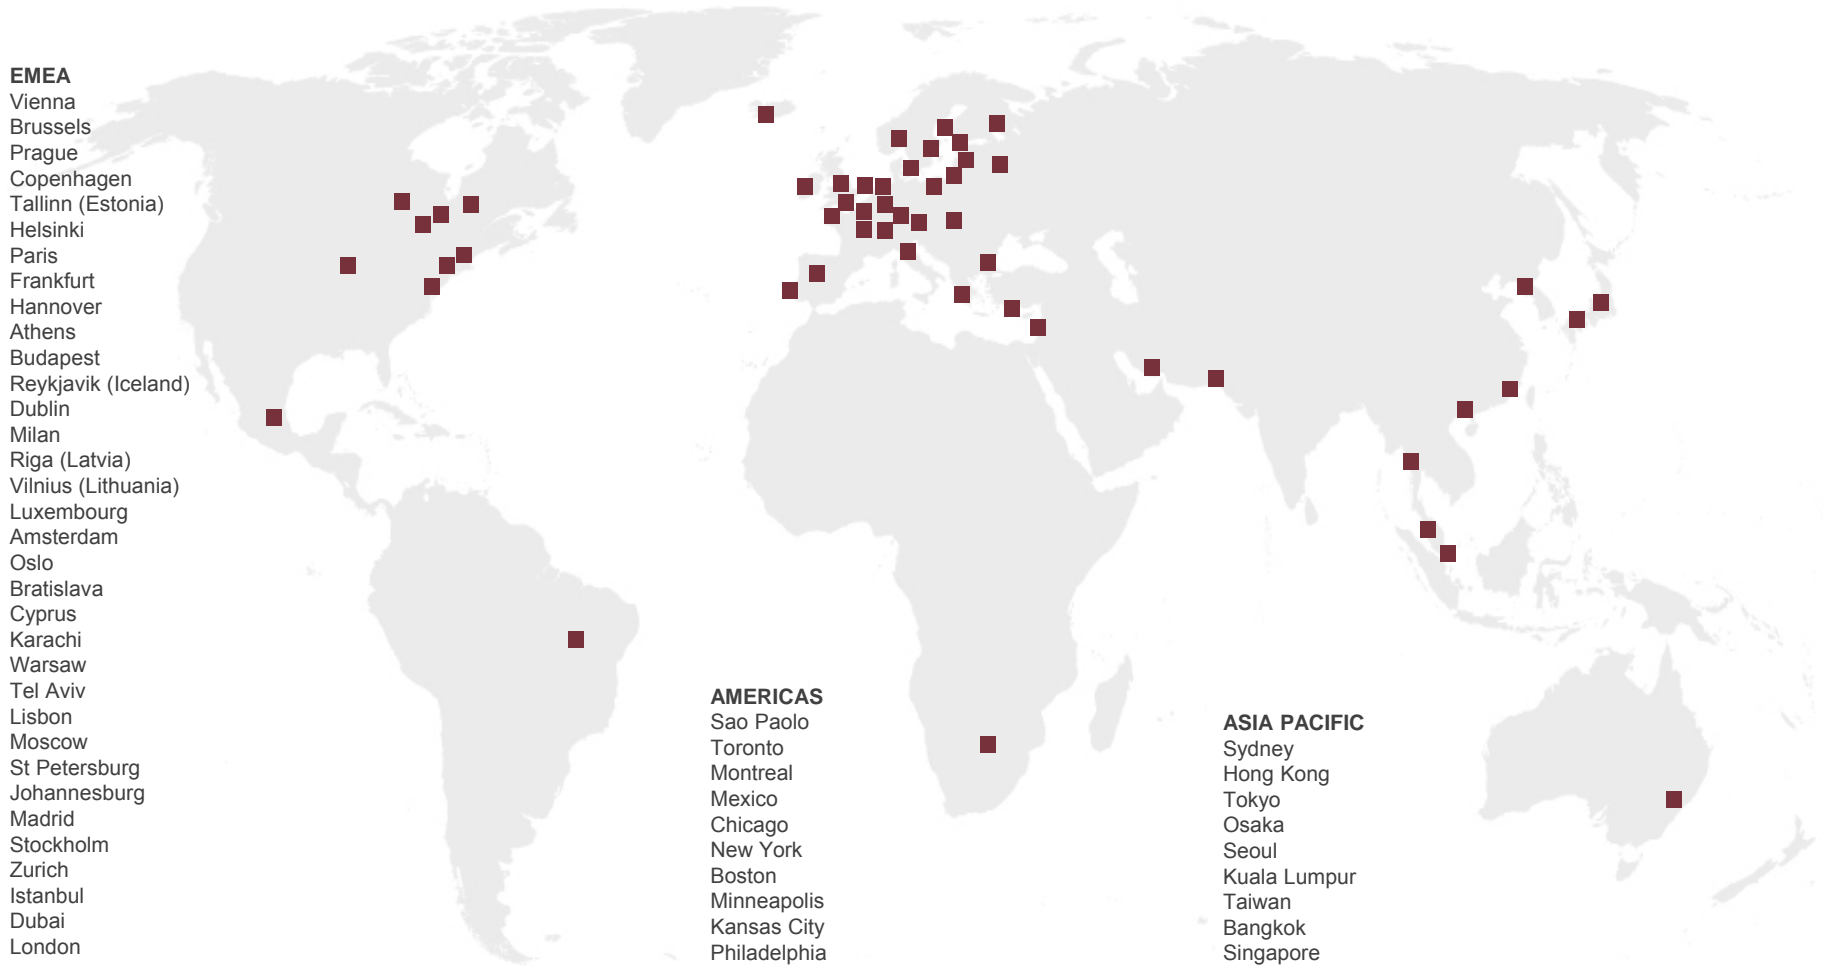 EMEA
Vienna
Brussels
Prague
Copenhagen
Tallinn (Estonia)
Helsinki
Paris
Frankfurt
Hannover
Athens
Budapest
Reykjavik (Iceland)
Dublin
Milan
Riga (Latvia)
Vilnius (Lithuania)
Luxembourg
Amsterdam
Oslo
Bratislava
Cyprus
Karachi
Warsaw
Tel Aviv
Lisbon
Moscow
St Petersburg
Johannesburg
Madrid
Stockholm
Zurich
Istanbul
Dubai
London
AMERICAS
Sao Paolo
Toronto
Montreal
Mexico
Chicago
New York
Boston
Minneapolis
Kansas City
Philadelphia
ASIA PACIFIC
Sydney
Hong Kong
Tokyo
Osaka
Seoul
Kuala Lumpur
Taiwan
Bangkok
Singapore